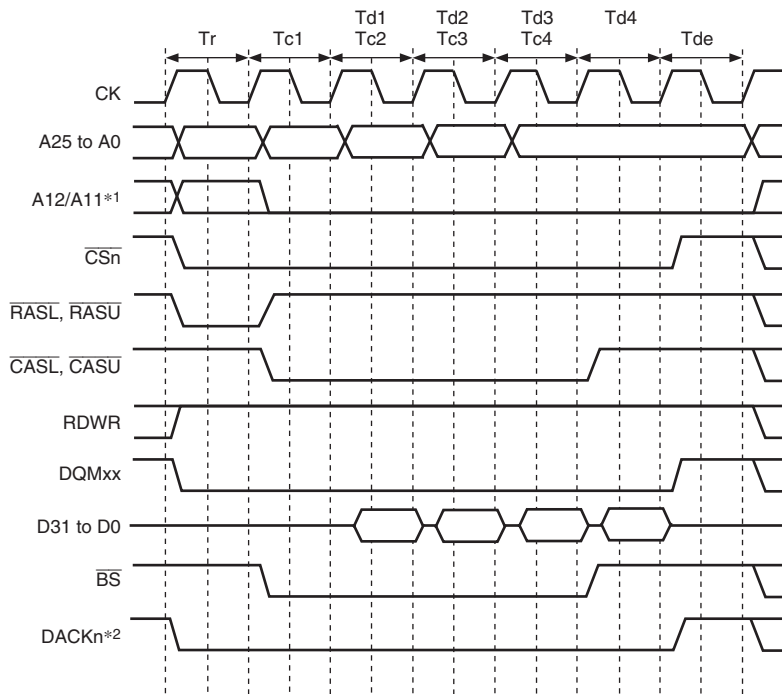 Td1 Td2 Td3 Td4
Tr Tc1 Tc2 Tc3 Tc4 Tde
CK
A25 to A0
A12/A11*1
CSn
RASL, RASU
CASL, CASU
RDWR
DQMxx
D31 to D0
BS
DACKn*2